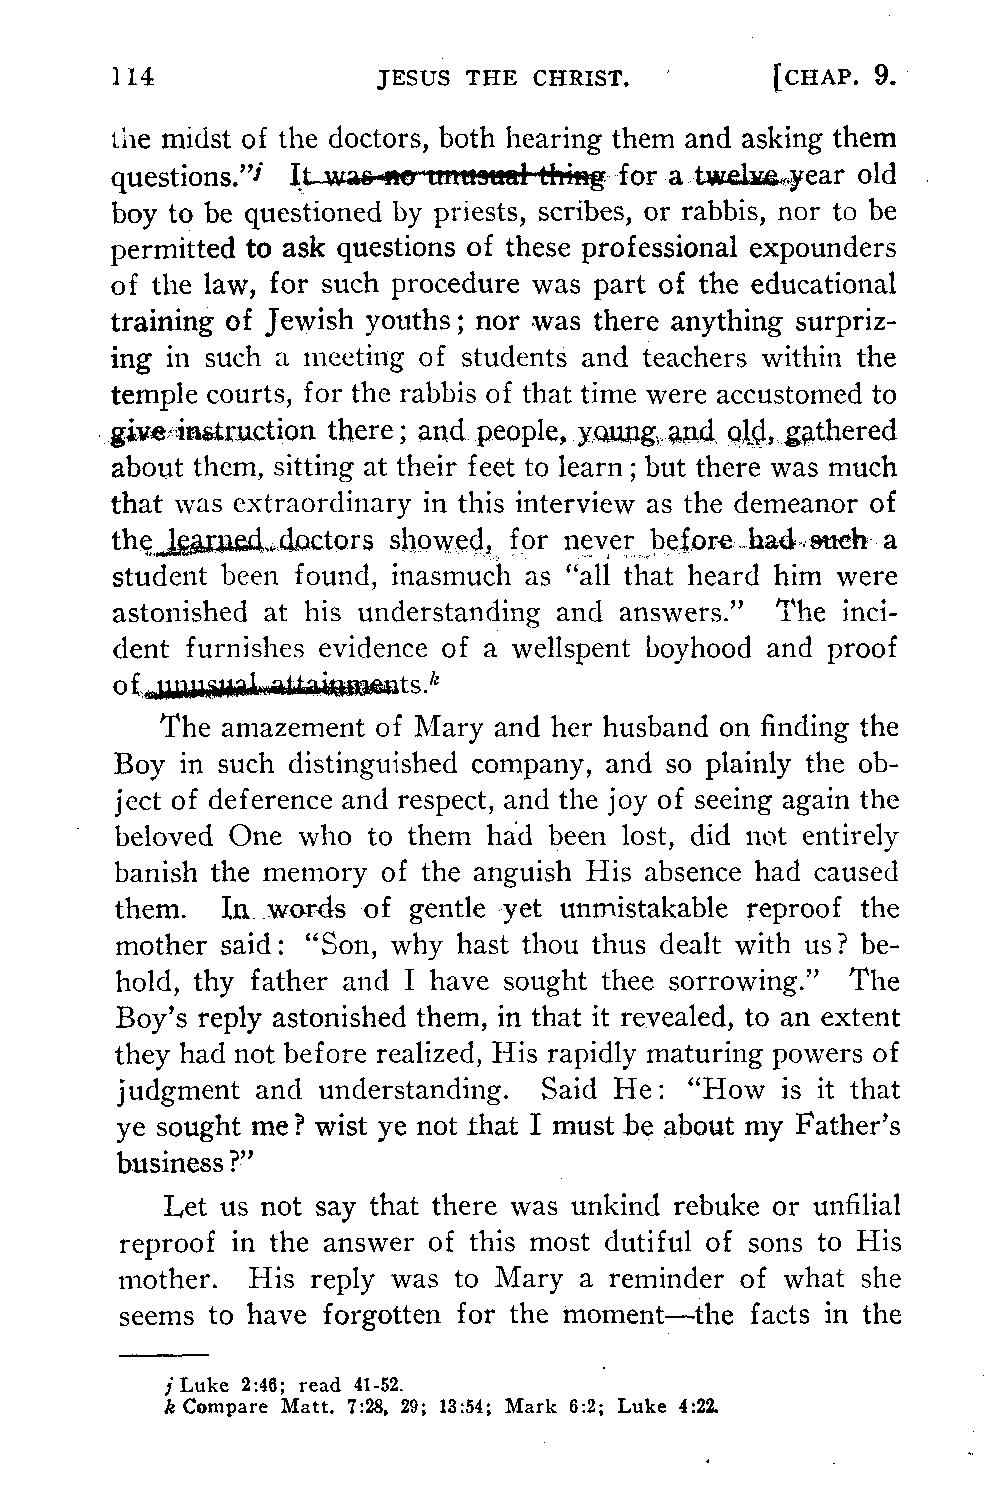 114 JESUS THE CHRIST. [CHAP. 9.
the midst of the doctors, both hearing them and asking them
questions."j It was no unusual thing for a twelve year old
boy to be questioned by priests, scribes, or rabbis, nor to be
permitted to ask questions of these professional expounders
of the law, for such procedure was part of the educational
training of Jewish youths; nor was there anything surpriz-
ing in such a meeting of students and teachers within the
temple courts, for the rabbis of that time were accustomed to
give instruction there; and people, young and old, gathered
about them, sitting at their feet to learn; but there was much
that was extraordinary in this interview as the demeanor of
the learned doctors showed, for never before had such a
student been found, inasmuch as "all that heard him were
astonished at his understanding and answers." The inci-
dent furnishes evidence of a wellspent boyhood and proof
of unusual attainments.k
The amazement of Mary and her husband on finding the
Boy in such distinguished company, and so plainly the ob-
ject of deference and respect, and the joy of seeing again the
beloved One who to them had been lost, did not entirely
banish the memory of the anguish His absence had caused
them. In words of gentle yet unmistakable reproof the
mother said: "Son, why hast thou thus dealt with us? be-
hold, thy father and I have sought thee sorrowing." The
Boy's reply astonished them, in that it revealed, to an extent
they had not before realized, His rapidly maturing powers of
judgment and understanding. Said He: "How is it that
ye sought me? wist ye not that I must be about my Father's
business?"
Let us not say that there was unkind rebuke or unfilial
reproof in the answer of this most dutiful of sons to His
mother. His reply was to Mary a reminder of what she
seems to have forgotten for the moment—the facts in the
j Luke 2:46; read 41-52.
k Compare Matt. 7:28, 29; 13:54; Mark 6:2; Luke 4:22.